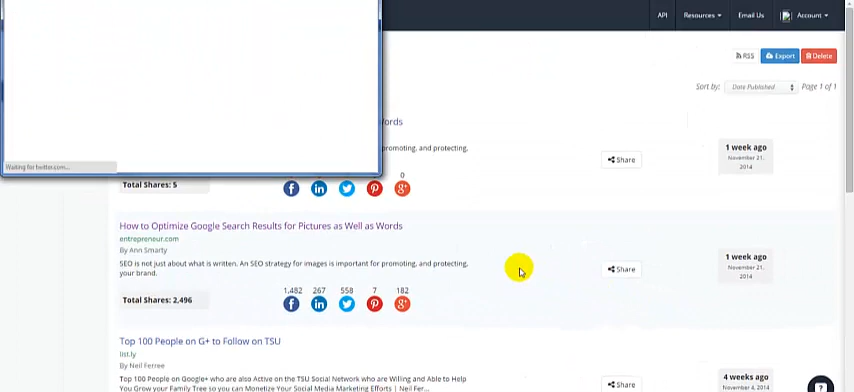 API Resources Email Us Account
RSS Export Delete
Sort by: Date Published Page 1 of 1
Words
promoting, and protecting,
Share
1 week ago
November 21,
2014
Waiting for twitter.com...
0
Total Shares: 5
How to Optimize Google Search Results for Pictures as Well as Words
entrepreneur.com
By Ann Smarty
SEO is not just about what is written. An SEO strategy for images is important for promoting, and protecting,
your brand.
Share
1 week ago
November 21,
2014
1,482 267 558 7 182
Total Shares: 2,496
Top 100 People on G+ to Follow on TSU
list.ly
By Neil Ferree
Top 100 People on Google+ who are also Active on the TSU Social Network who are Willing and Able to Help
You Grow your Family Tree so you can Monetize Your Social Media Marketing Efforts | Neil Fer...
Share
4 weeks ago
November 4, 2014